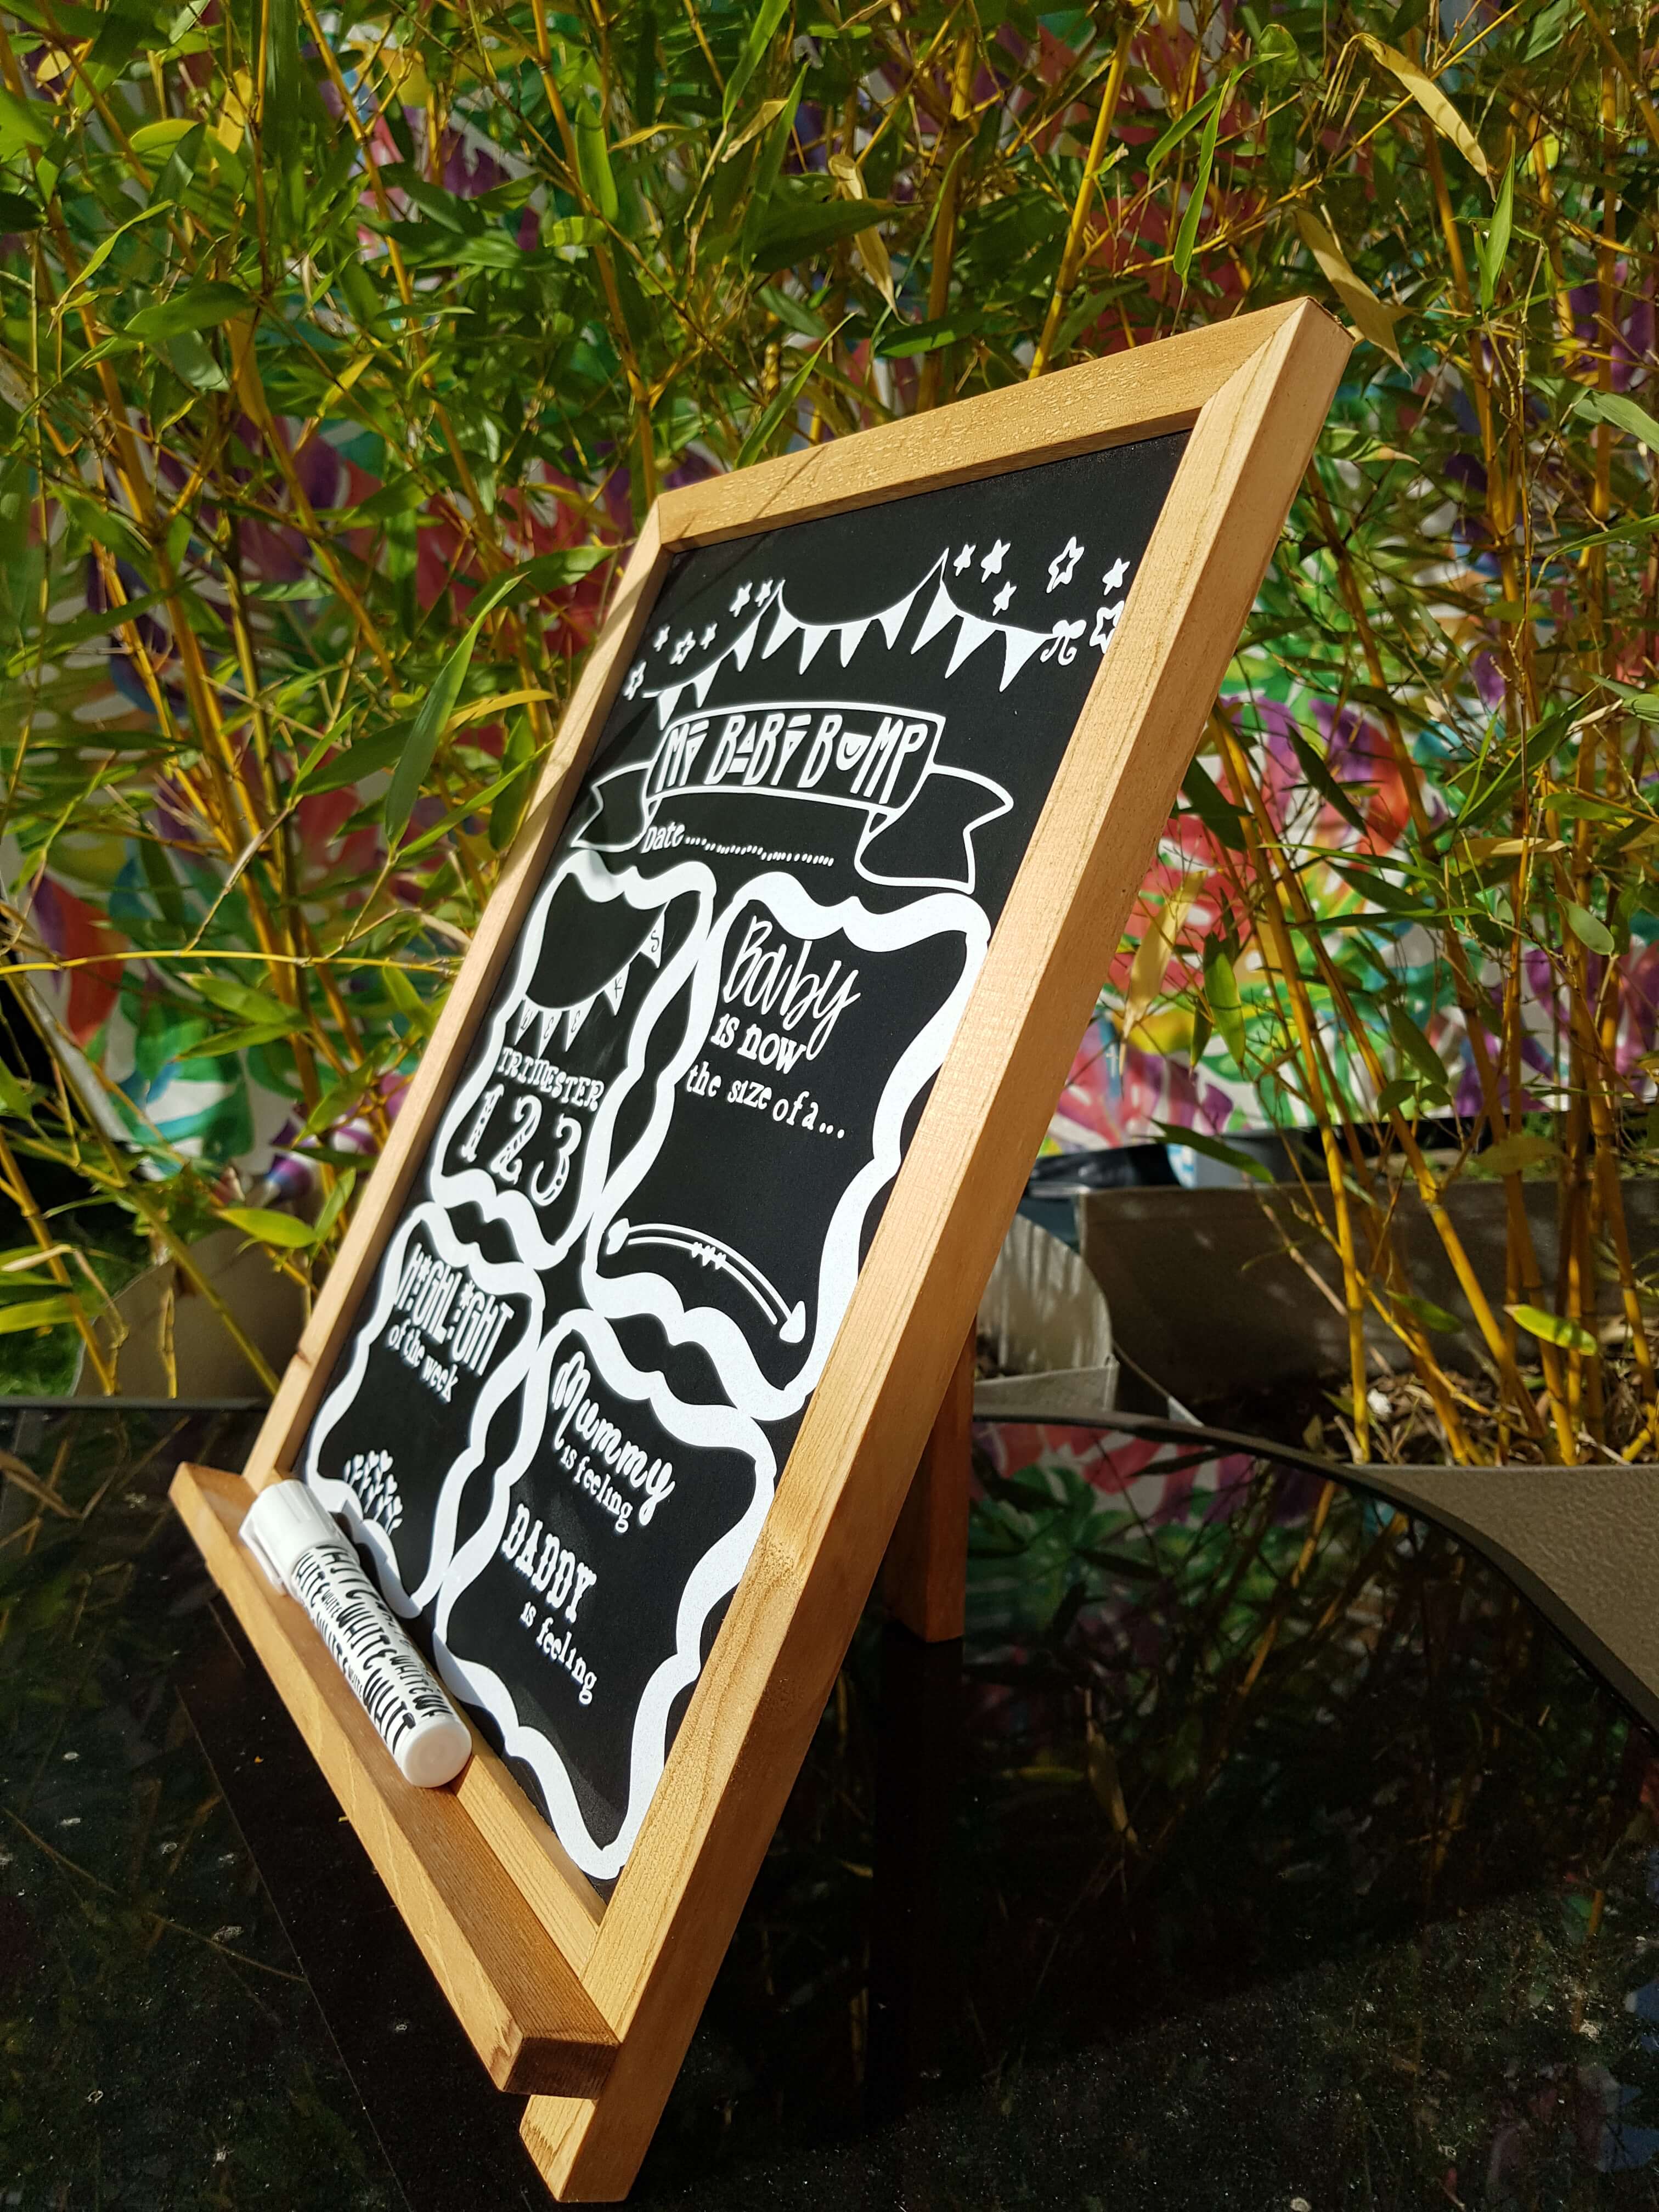 MY BABY BUMP
Date....................
WEEKS
TRIMESTER
1 2 3
Baby
is now
the size of a...
HIGHLIGHT
of the week
Mummy
is feeling
DADDY
is feeling
WHITE WHITE